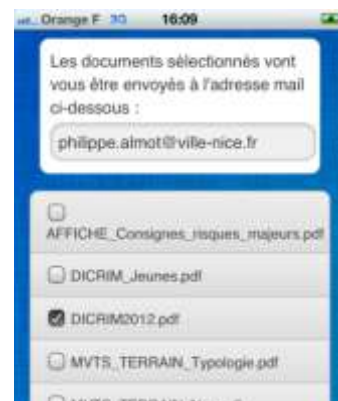 Orange F 3G 16:09
Les documents sélectionnés vont
vous être envoyés à l'adresse mail
ci-dessous :
philippe.almot@ville-nice.fr
AFFICHE_Consignes_risques_majeurs.pdf
DICRIM_Jeunes.pdf
DICRIM2012.pdf
MVTS_TERRAIN_Typologie.pdf